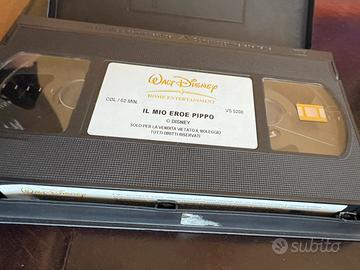 WALT DISNEY
HOME ENTERTAINMENT
COL / 52 MIN. VS 5206
IL MIO EROE PIPPO
© DISNEY
SOLO PER LA VENDITA VIETATO IL NOLEGGIO
TUTTI DIRITTI RISERVATI
subito